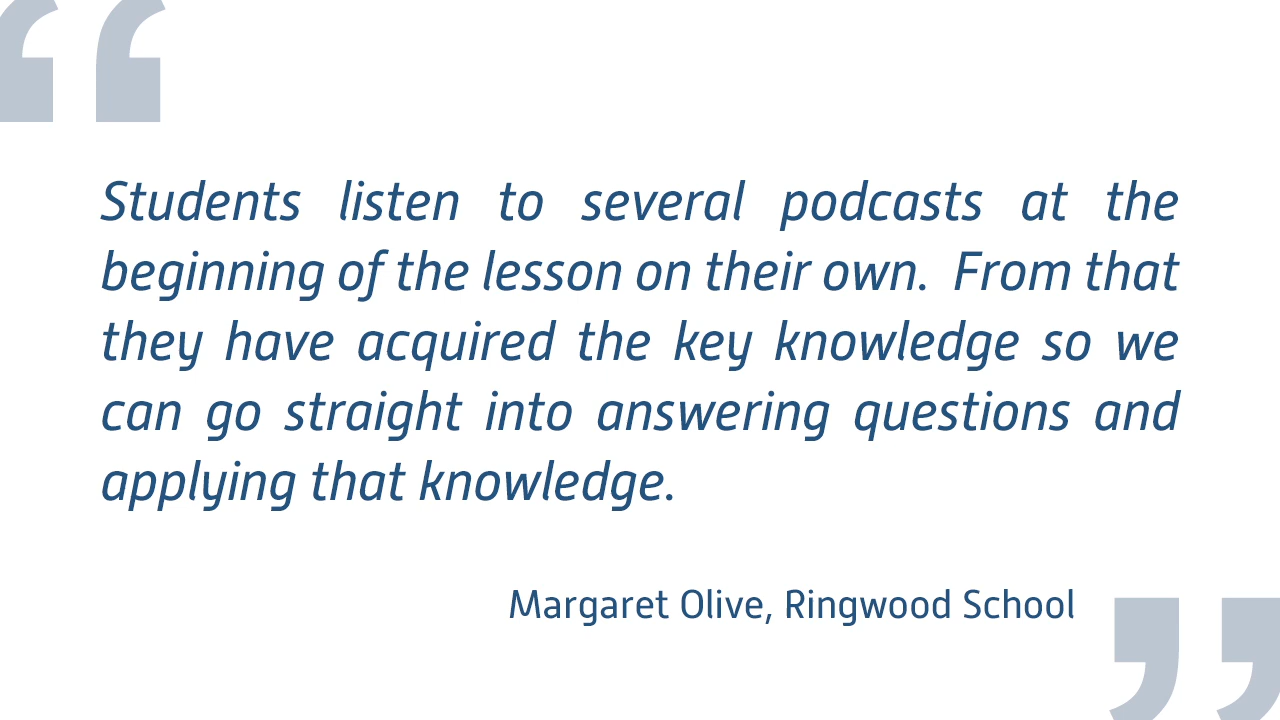 Students listen to several podcasts at the
beginning of the lesson on their own. From that
they have acquired the key knowledge so we
can go straight into answering questions and
applying that knowledge.
Margaret Olive, Ringwood School